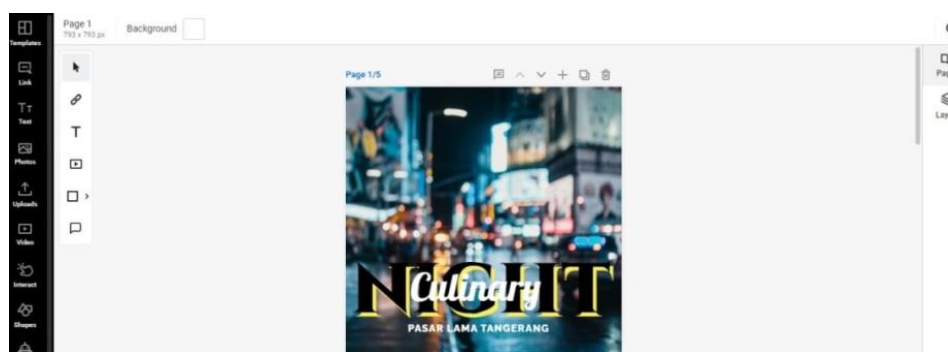 Templates
Link
Text
Photos
Uploads
Video
Interact
Shapes
Page 1
793 x 793 px
Background
T
Page 1/5
NIGHT
Culinary
PASAR LAMA TANGERANG